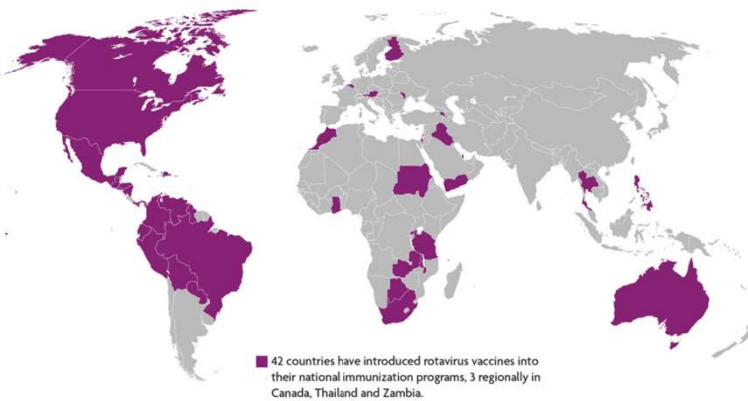 42 countries have introduced rotavirus vaccines into
their national immunization programs, 3 regionally in
Canada, Thailand and Zambia.